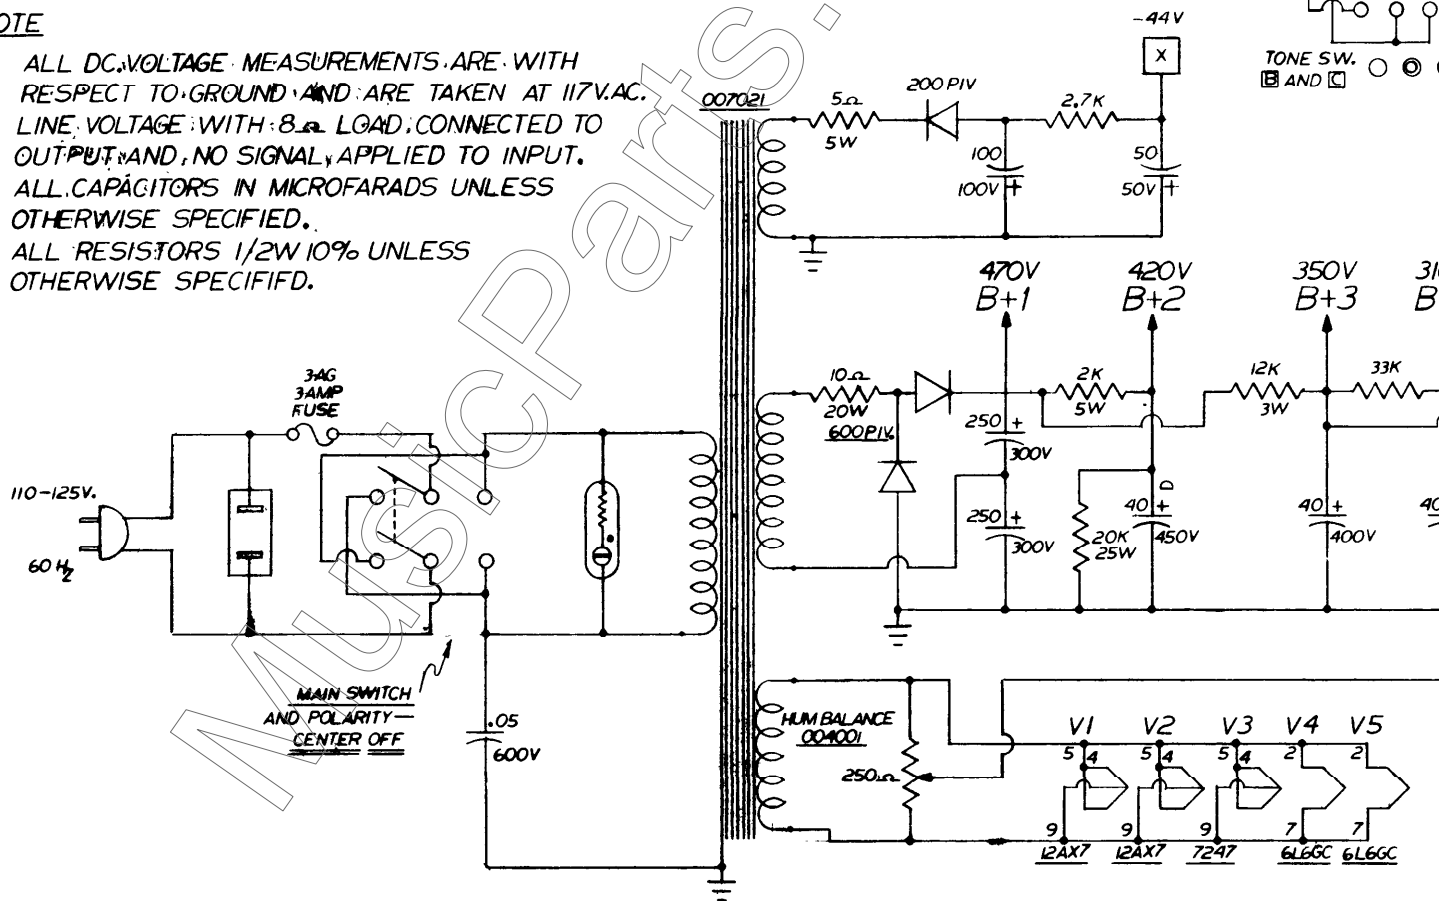 OTE
ALL DC.VOLTAGE MEASUREMENTS ARE WITH
RESPECT TO GROUND AND ARE TAKEN AT 117V.AC.
LINE VOLTAGE WITH 8Ω LOAD CONNECTED TO
OUTPUT AND NO SIGNAL APPLIED TO INPUT.
ALL CAPACITORS IN MICROFARADS UNLESS
OTHERWISE SPECIFIED.
ALL RESISTORS 1/2W 10% UNLESS
OTHERWISE SPECIFIFD.
MusicParts.
-44V
X
TONE SW.
B AND C
007021
5Ω
5W
200 PIV
2.7K
100
100V +
50
50V +
470V
B+1
420V
B+2
350V
B+3
31
B
10Ω
20W
600PIV.
2K
5W
12K
3W
33K
250 +
300V
250 +
300V
20K
25W
D
40 +
450V
40 +
400V
40
3AG
3AMP
FUSE
110-125V.
60 Hz
MAIN SWITCH
AND POLARITY—
CENTER OFF
.05
600V
HUM BALANCE
004001
250Ω
V1 V2 V3 V4 V5
5 4 5 4 5 4 2 2
9 9 9 7 7
12AX7 12AX7 7247 6L6GC 6L6GC